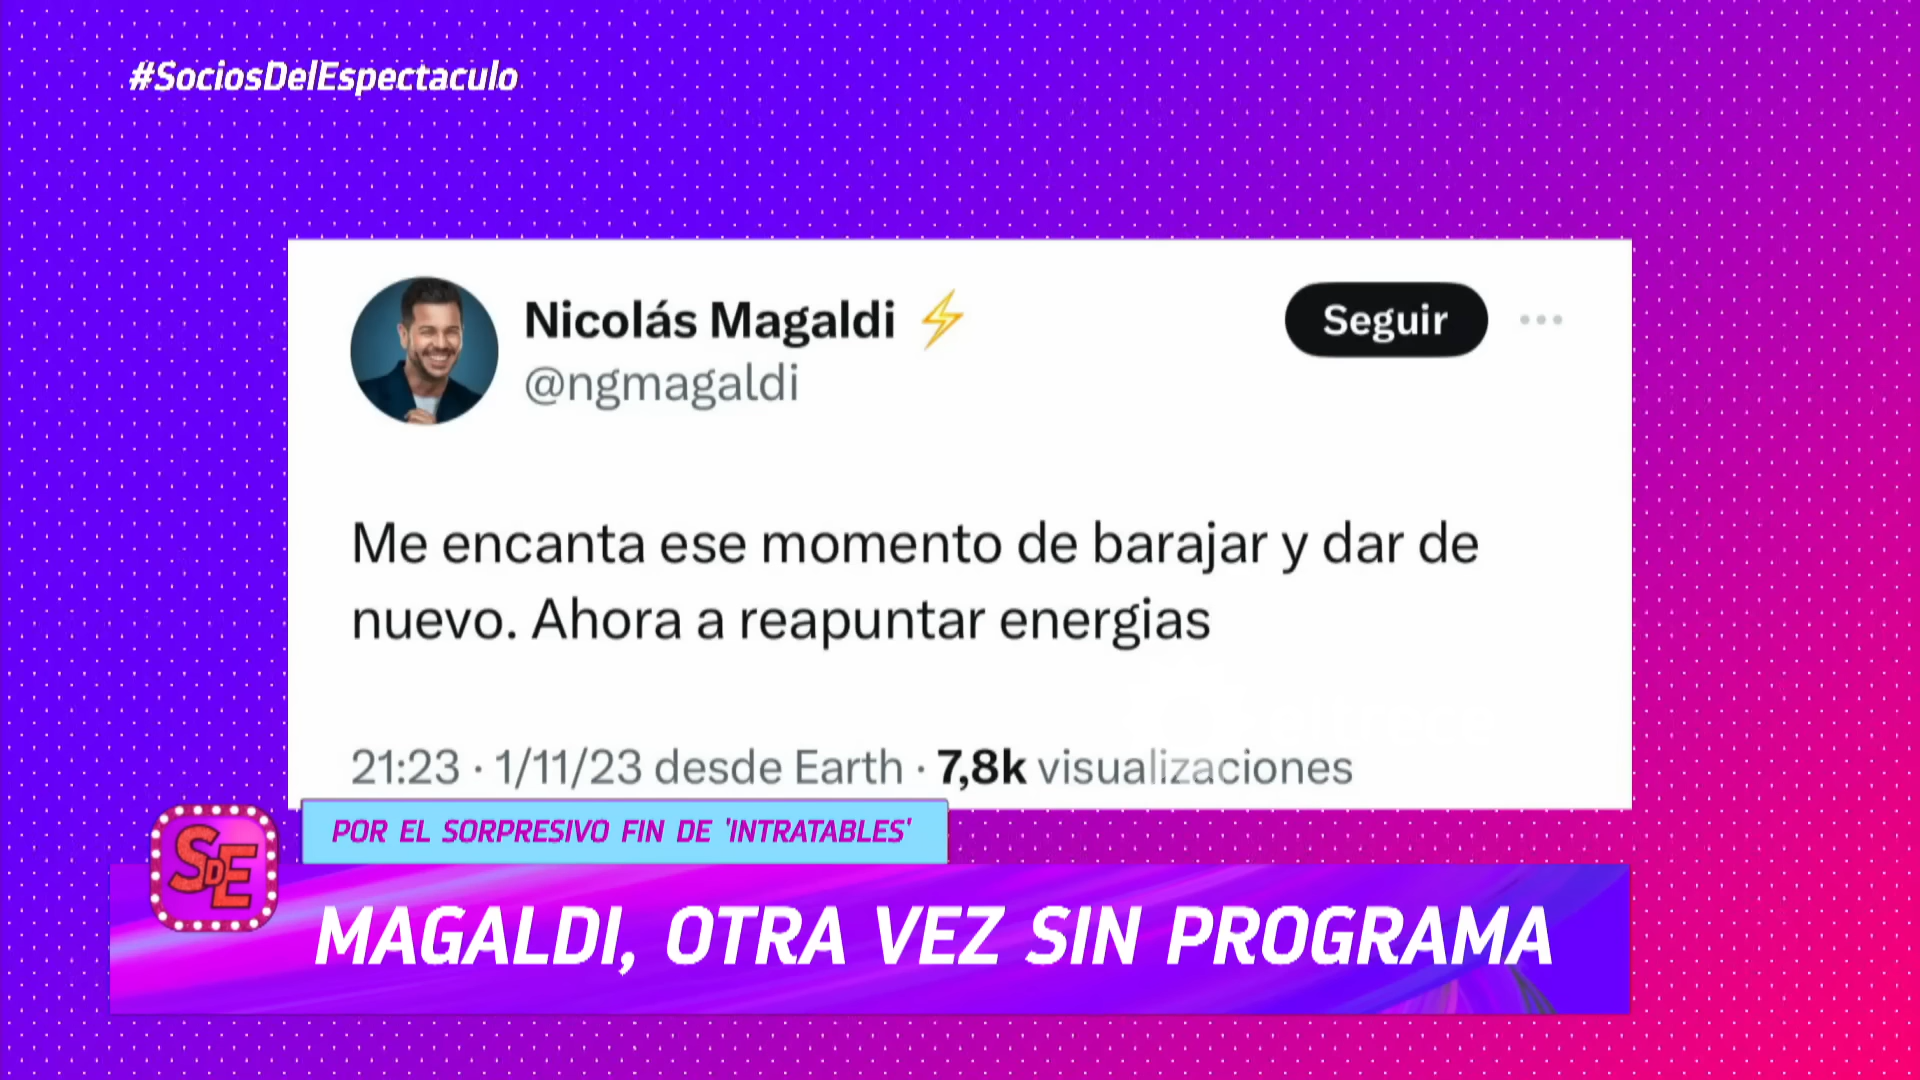 #SociosDelEspectaculo
Nicolás Magaldi ⚡
@ngmagaldi
Seguir
Me encanta ese momento de barajar y dar de
nuevo. Ahora a reapuntar energias
21:23 · 1/11/23 desde Earth · 7,8k visualizaciones
POR EL SORPRESIVO FIN DE 'INTRATABLES'
SDE
MAGALDI, OTRA VEZ SIN PROGRAMA